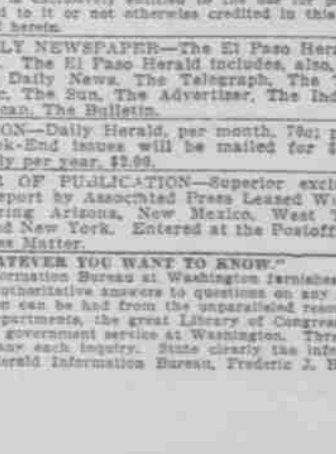 to it or not otherwise credited in this
herein.
LY NEWSPAPER—The El Paso Her
The El Paso Herald includes, also,
Daily News, The Telegraph, The
The Sun, The Advertizer, The Ind
can, The Bulletin.
ON—Daily Herald, per month, 70c;
k-End issues will be mailed for $
ly per year, $2.00.
OF PUBLICATION—Superior excl
eport by Associated Press Leased Wi
ring Arizona, New Mexico, West
d New York. Entered at the Postoff
ss Matter.
ATEVER YOU WANT TO KNOW."
ormation Bureau at Washington furnishes
uthoritative answers to questions on any
on can be had from the unparalleled reso
partments, the great Library of Congres
government service at Washington.
any each inquiry. State clearly the info
erald Information Bureau, Frederic J. H